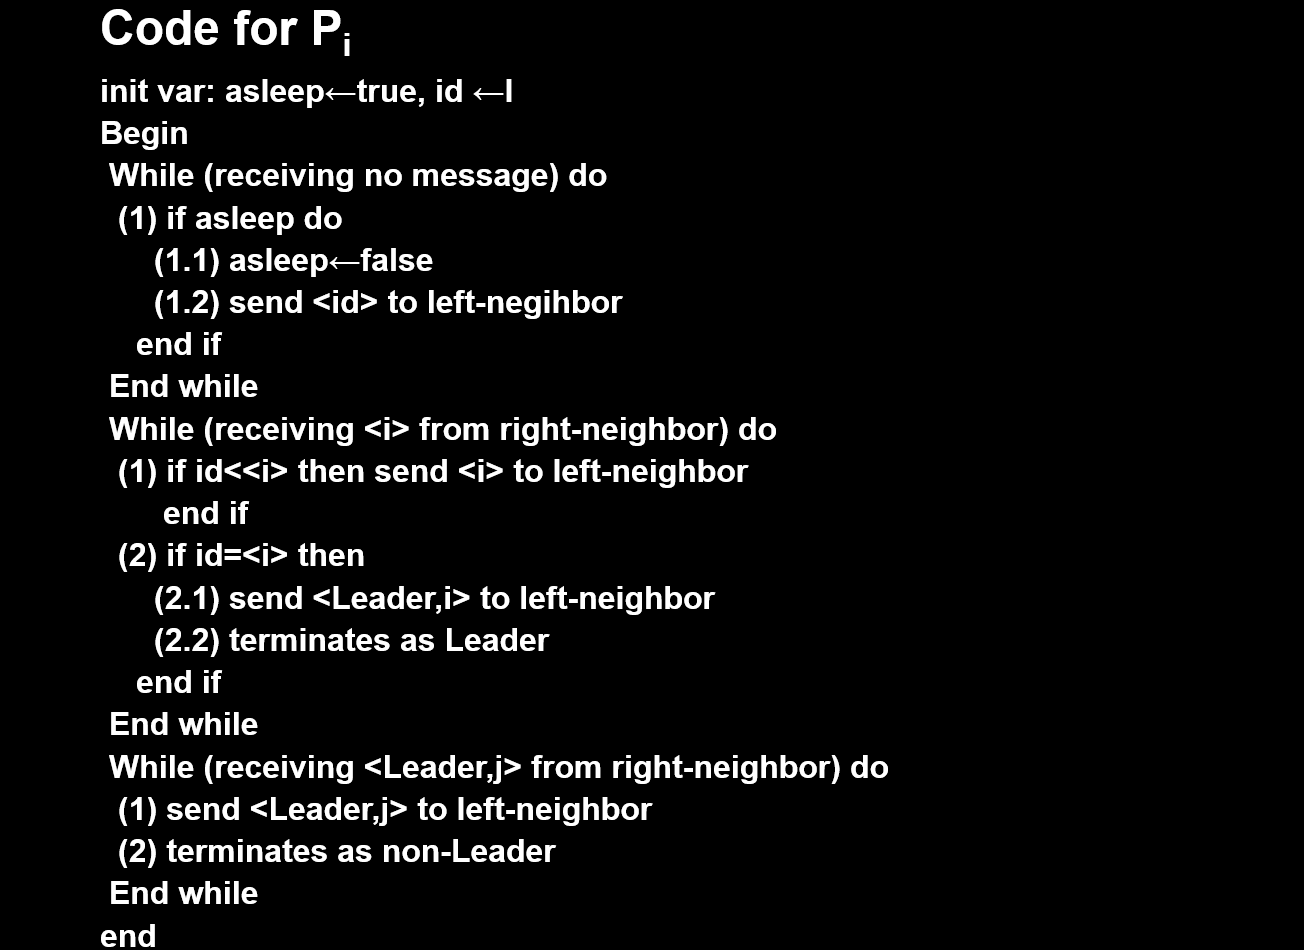 Code for Pi
init var: asleep←true, id ←I
Begin
While (receiving no message) do
(1) if asleep do
(1.1) asleep←false
(1.2) send <id> to left-negihbor
end if
End while
While (receiving <i> from right-neighbor) do
(1) if id<<i> then send <i> to left-neighbor
end if
(2) if id=<i> then
(2.1) send <Leader,i> to left-neighbor
(2.2) terminates as Leader
end if
End while
While (receiving <Leader,j> from right-neighbor) do
(1) send <Leader,j> to left-neighbor
(2) terminates as non-Leader
End while
end